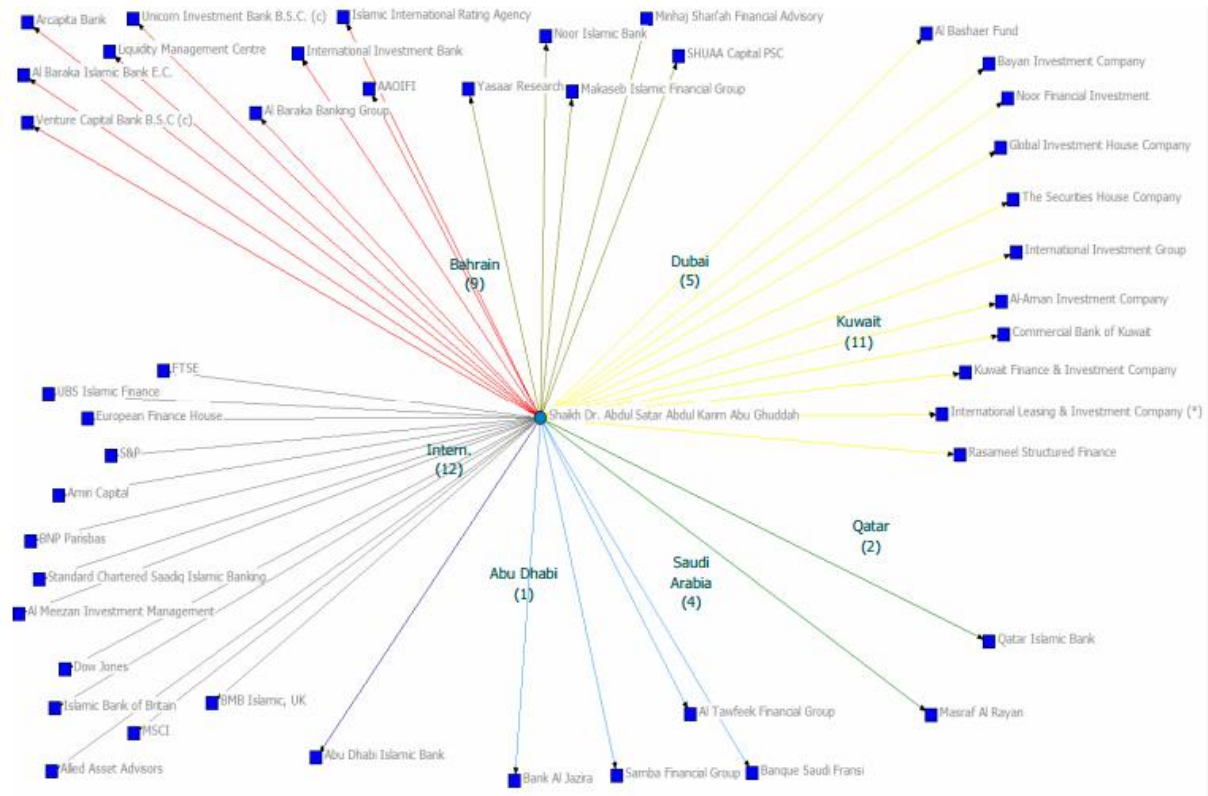 Arcapita Bank
Unicorn Investment Bank B.S.C. (c)
Islamic International Rating Agency
Minhaj Shari'ah Financial Advisory
Noor Islamic Bank
Al Bashaer Fund
Liquidity Management Centre
International Investment Bank
SHUAA Capital PSC
Bayan Investment Company
Al Baraka Islamic Bank E.C.
AAOIFI
Yasaar Research
Makaseb Islamic Financial Group
Noor Financial Investment
Al Baraka Banking Group
Venture Capital Bank B.S.C (c)
Global Investment House Company
The Securities House Company
International Investment Group
Bahrain
(9)
Dubai
(5)
Al-Aman Investment Company
Kuwait
(11)
Commercial Bank of Kuwait
FTSE
Kuwait Finance & Investment Company
UBS Islamic Finance
European Finance House
Shaikh Dr. Abdul Satar Abdul Karim Abu Ghuddah
International Leasing & Investment Company (*)
S&P
Intern.
(12)
Rasameel Structured Finance
Amiri Capital
BNP Paribas
Qatar
(2)
Standard Chartered Saadiq Islamic Banking
Abu Dhabi
(1)
Saudi
Arabia
(4)
Al Meezan Investment Management
Qatar Islamic Bank
Dow Jones
Islamic Bank of Britain
BMB Islamic, UK
Al Tawfeek Financial Group
Masraf Al Rayan
MSCI
Abu Dhabi Islamic Bank
Allied Asset Advisors
Bank Al Jazira
Samba Financial Group
Banque Saudi Fransi